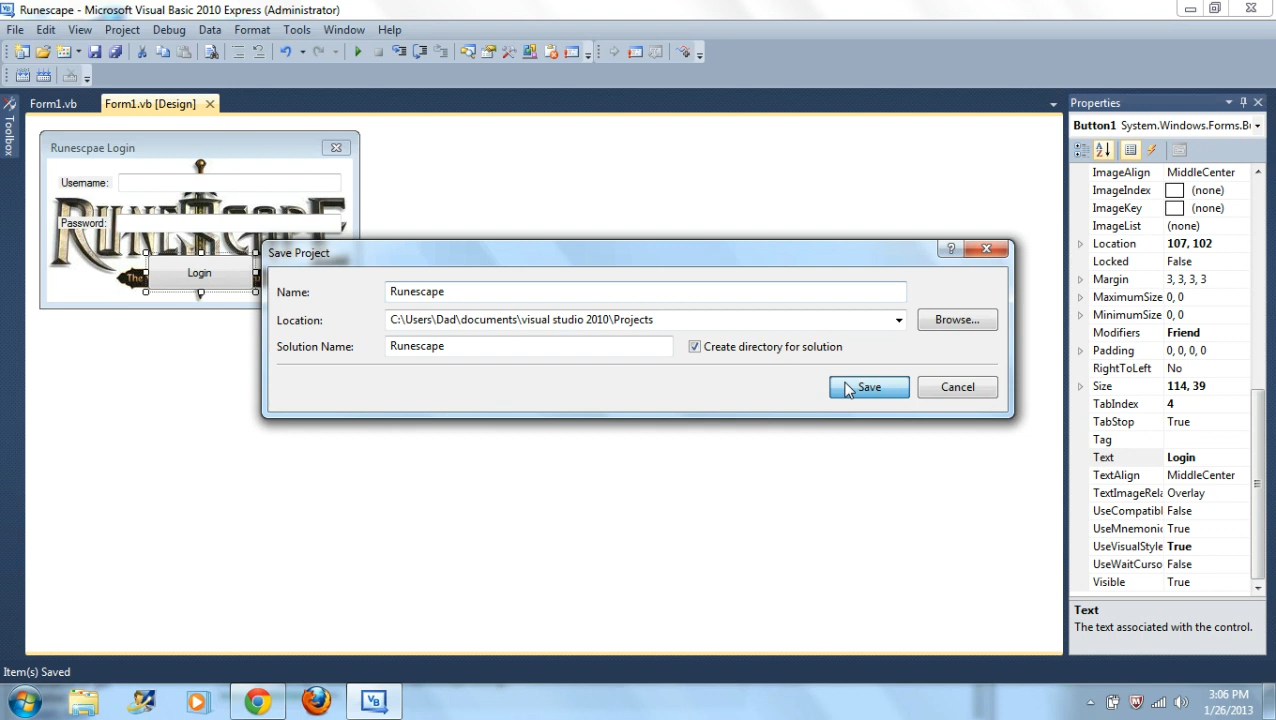 Runescape - Microsoft Visual Basic 2010 Express (Administrator)
File Edit View Project Debug Data Format Tools Window Help
Form1.vb Form1.vb [Design]
Toolbox
Runescpae Login
Username:
RUNESCAPE
Password:
Login
Save Project
Name: Runescape
Location: C:\Users\Dad\documents\visual studio 2010\Projects Browse...
Solution Name: Runescape Create directory for solution
Save Cancel
Properties
Button1 System.Windows.Forms.Bu
ImageAlign MiddleCenter
ImageIndex (none)
ImageKey (none)
ImageList (none)
Location 107, 102
Locked False
Margin 3, 3, 3, 3
MaximumSize 0, 0
MinimumSize 0, 0
Modifiers Friend
Padding 0, 0, 0, 0
RightToLeft No
Size 114, 39
TabIndex 4
TabStop True
Tag
Text Login
TextAlign MiddleCenter
TextImageRela Overlay
UseCompatibl False
UseMnemonic True
UseVisualStyle True
UseWaitCurso False
Visible True
Text
The text associated with the control.
Item(s) Saved
3:06 PM
1/26/2013